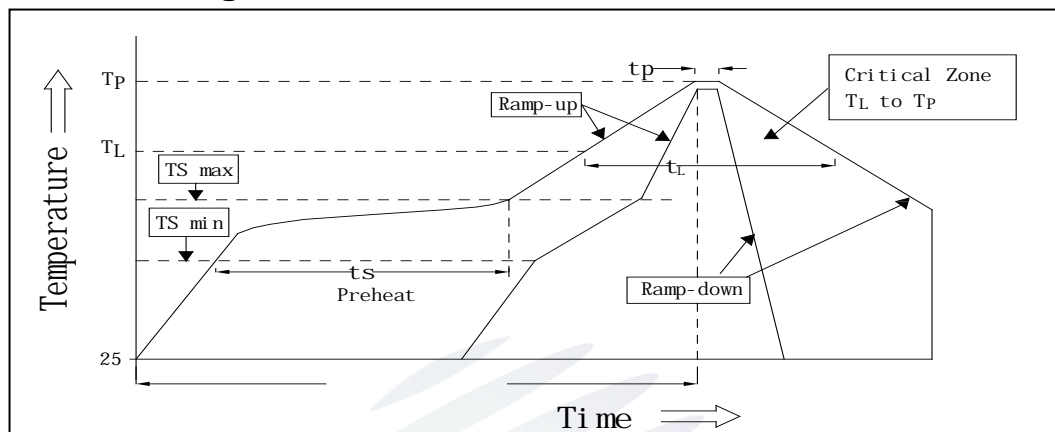 tp
Critical Zone
TL to TP
TP
Ramp-up
TL
TS max
tL
TS min
ts
Preheat
Ramp-down
25
Temperature
Time